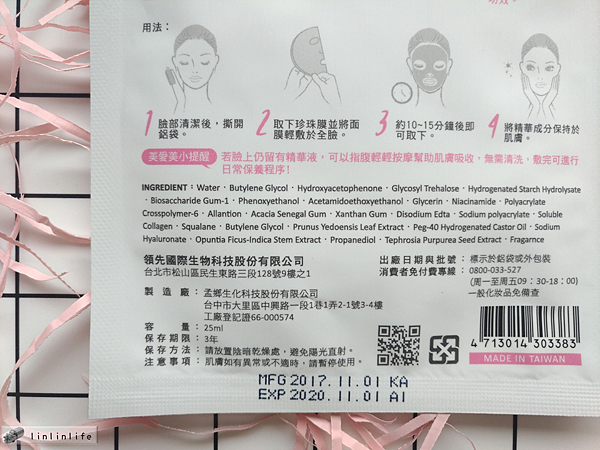 功效。
用法：
1 臉部清潔後，撕開
鋁袋。
2 取下珍珠膜並將面
膜輕敷於全臉。
3 約10~15分鐘後即
可取下。
4 將精華成分保持於
肌膚。
芙愛美小提醒 若臉上仍留有精華液，可以指腹輕輕按摩幫助肌膚吸收，無需清洗，敷完可進行
日常保養程序！
INGREDIENT：Water · Butylene Glycol · Hydroxyacetophenone · Glycosyl Trehalose · Hydrogenated Starch Hydrolysate
· Biosaccharide Gum-1 · Phenoxyethanol · Acetamidoethoxyethanol · Glycerin · Niacinamide · Polyacrylate
Crosspolymer-6 · Allantion · Acacia Senegal Gum · Xanthan Gum · Disodium Edta · Sodium polyacrylate · Soluble
Collagen · Squalane · Butylene Glycol · Prunus Yedoensis Leaf Extract · Peg-40 Hydrogenated Castor Oil · Sodium
Hyaluronate · Opuntia Ficus-Indica Stem Extract · Propanediol · Tephrosia Purpurea Seed Extract · Fragarnce
領先國際生物科技股份有限公司
台北市松山區民生東路三段128號9樓之1
製造廠：孟鄉生化科技股份有限公司
台中市大里區中興路一段1巷1弄2-1號3-4樓
工廠登記證66-000574
容量：25ml
保存期限：3年
保存方法：請放置陰暗乾燥處，避免陽光直射。
注意事項：肌膚如有異常或不適時，請暫停使用。
出廠日期與批號：標示於鋁袋或外包裝
消費者免付費專線：0800-033-527
(周一至周五09：30-18：00)
一般化妝品免備查
4 713014 303383
MADE IN TAIWAN
MFG 2017.11.01 KA
EXP 2020.11.01 A1
linlinlife